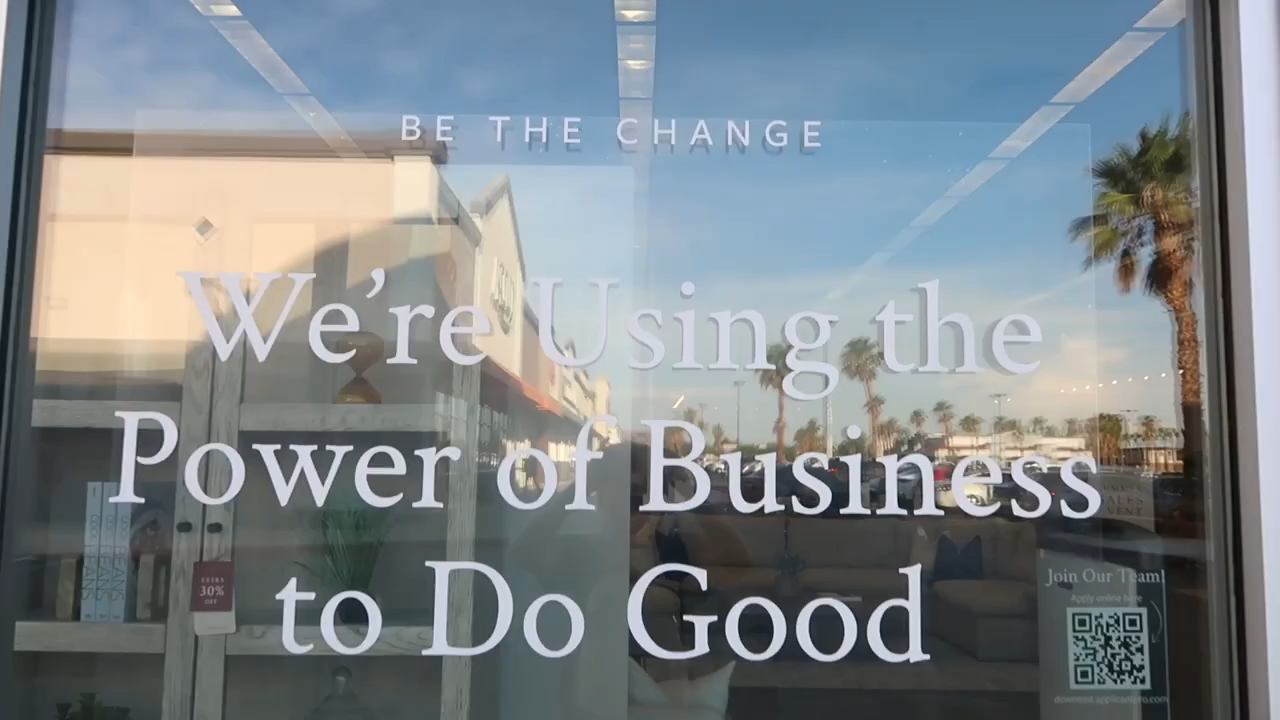 BE THE CHANGE
We're Using the
Power of Business
to Do Good
EXTRA
30%
OFF
Join Our Team!
Apply online here